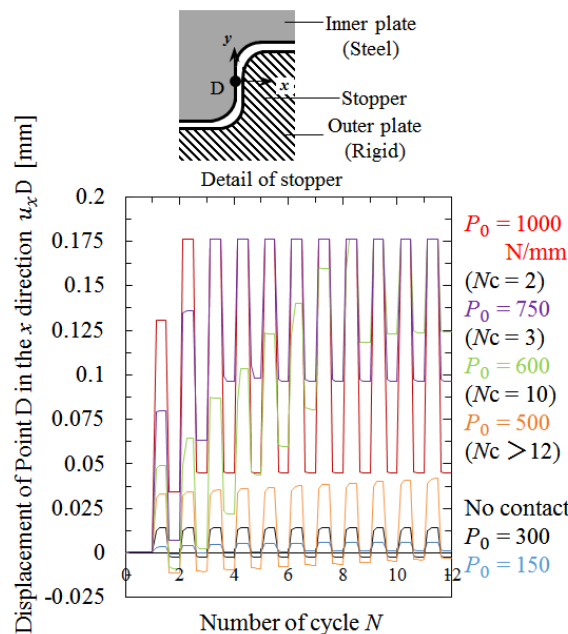 Inner plate
(Steel)
y
D
x
Stopper
Outer plate
(Rigid)
Detail of stopper
Displacement of Point D in the x direction uxD [mm]
0.2
0.175
0.15
0.125
0.1
0.075
0.05
0.025
0
-0.025
0 2 4 6 8 10 12
Number of cycle N
P0 = 1000
N/mm
(Nc = 2)
P0 = 750
(Nc = 3)
P0 = 600
(Nc = 10)
P0 = 500
(Nc >12)
No contact
P0 = 300
P0 = 150